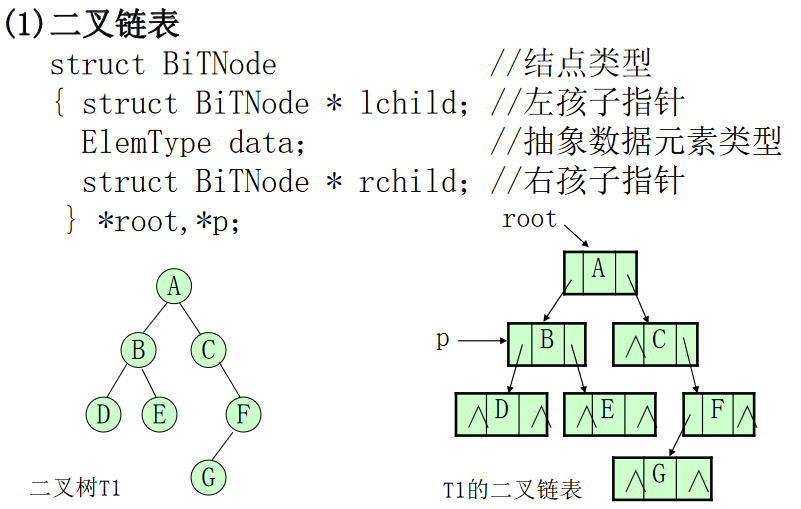 (1)二叉链表
struct BiTNode //结点类型
{ struct BiTNode * lchild; //左孩子指针
ElemType data; //抽象数据元素类型
struct BiTNode * rchild; //右孩子指针
} *root,*p;
root
A
B C
D E F
G
二叉树T1
A
p B ∧ C
∧ D ∧ ∧ E ∧ F ∧
∧ G ∧
T1的二叉链表